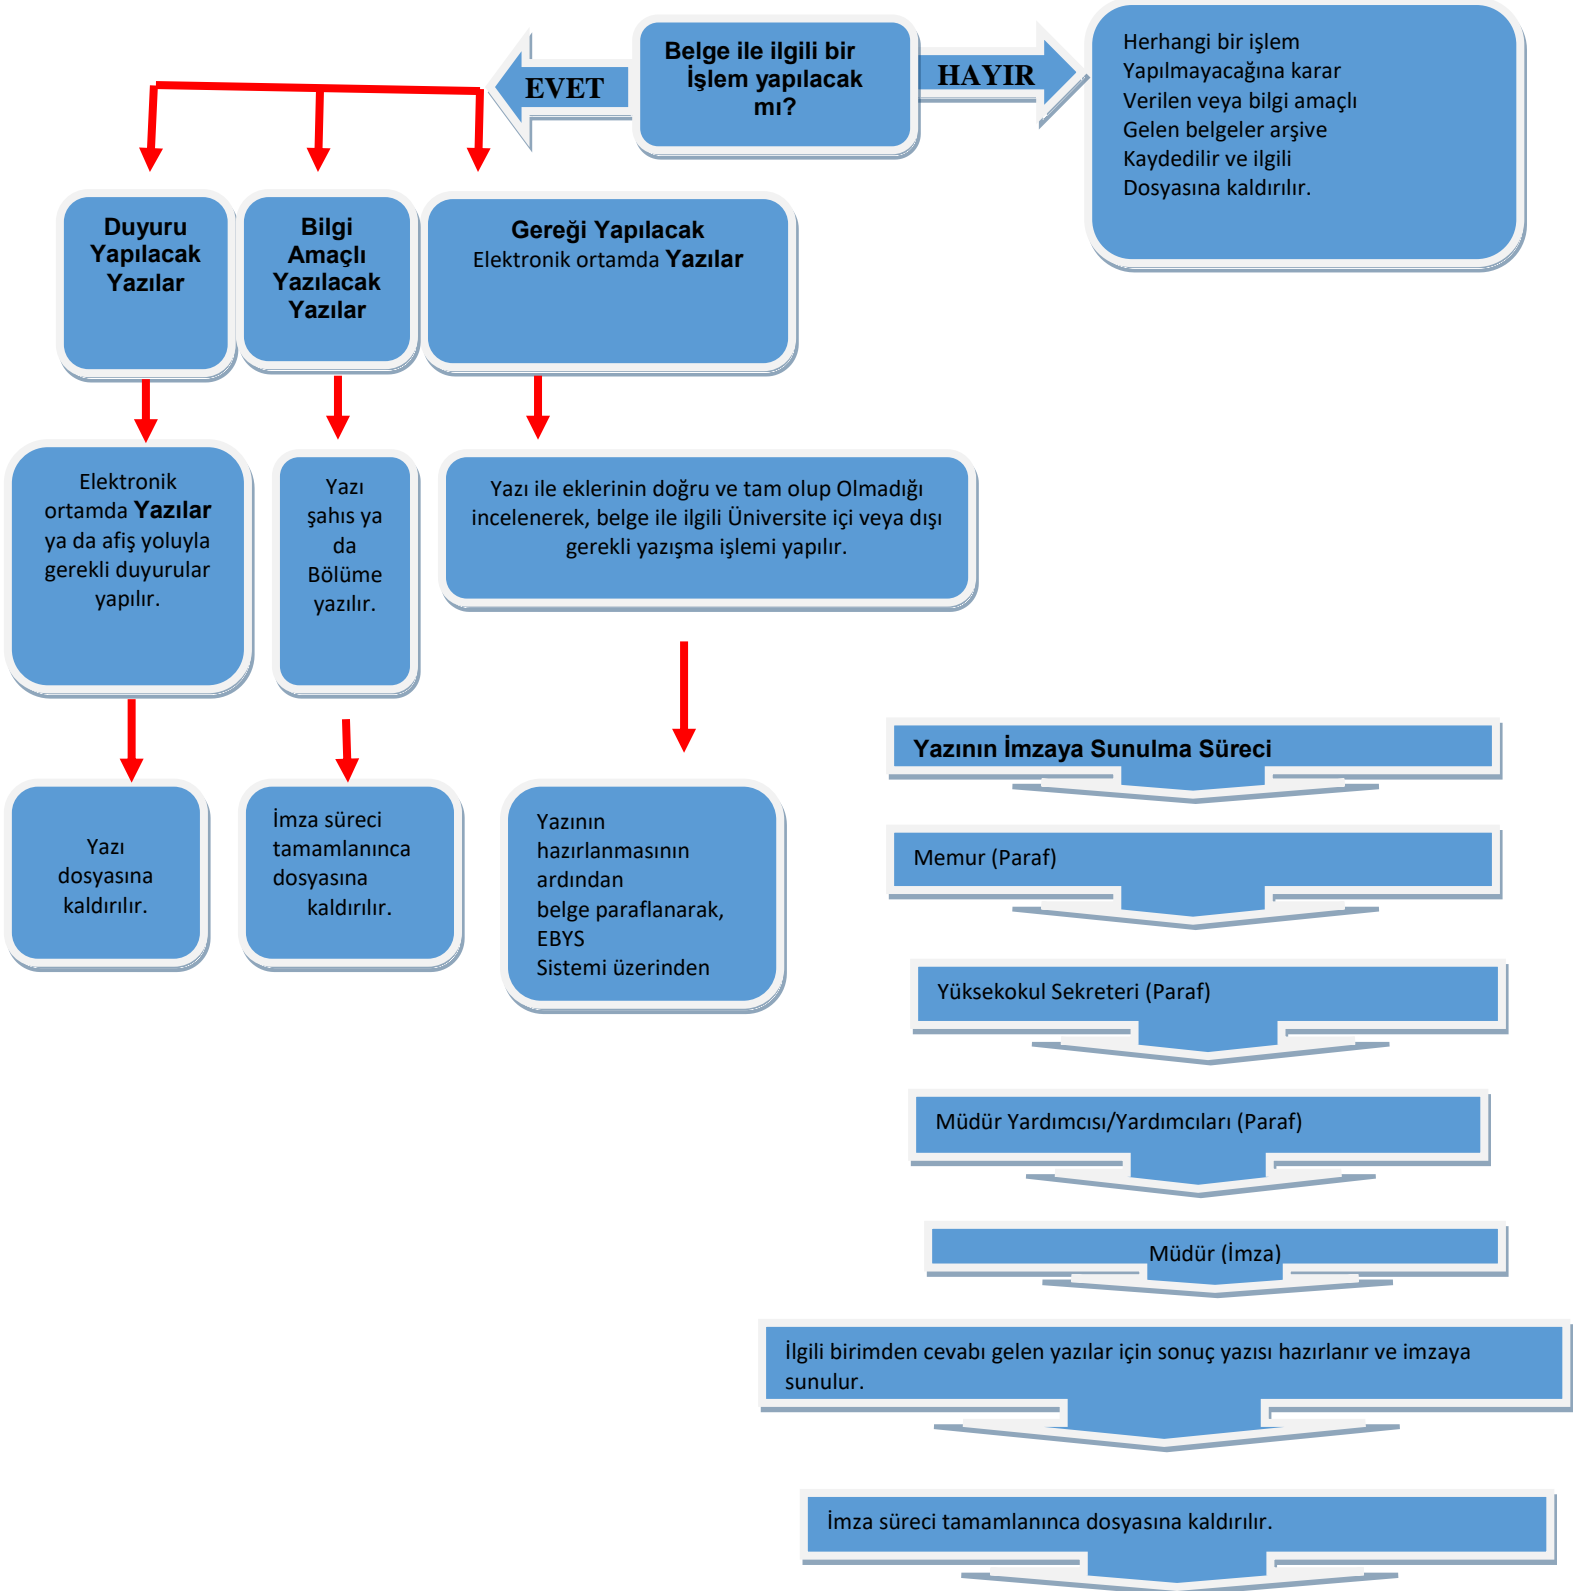 Belge ile ilgili bir
İşlem yapılacak
mı?
EVET
HAYIR
Herhangi bir işlem
Yapılmayacağına karar
Verilen veya bilgi amaçlı
Gelen belgeler arşive
Kaydedilir ve ilgili
Dosyasına kaldırılır.
Duyuru
Yapılacak
Yazılar
Bilgi
Amaçlı
Yazılacak
Yazılar
Gereği Yapılacak
Elektronik ortamda Yazılar
Elektronik
ortamda Yazılar
ya da afiş yoluyla
gerekli duyurular
yapılır.
Yazı
şahıs ya
da
Bölüme
yazılır.
Yazı ile eklerinin doğru ve tam olup Olmadığı
incelenerek, belge ile ilgili Üniversite içi veya dışı
gerekli yazışma işlemi yapılır.
Yazı
dosyasına
kaldırılır.
İmza süreci
tamamlanınca
dosyasına
kaldırılır.
Yazının
hazırlanmasının
ardından
belge paraflanarak,
EBYS
Sistemi üzerinden
Yazının İmzaya Sunulma Süreci
Memur (Paraf)
Yüksekokul Sekreteri (Paraf)
Müdür Yardımcısı/Yardımcıları (Paraf)
Müdür (İmza)
İlgili birimden cevabı gelen yazılar için sonuç yazısı hazırlanır ve imzaya
sunulur.
İmza süreci tamamlanınca dosyasına kaldırılır.